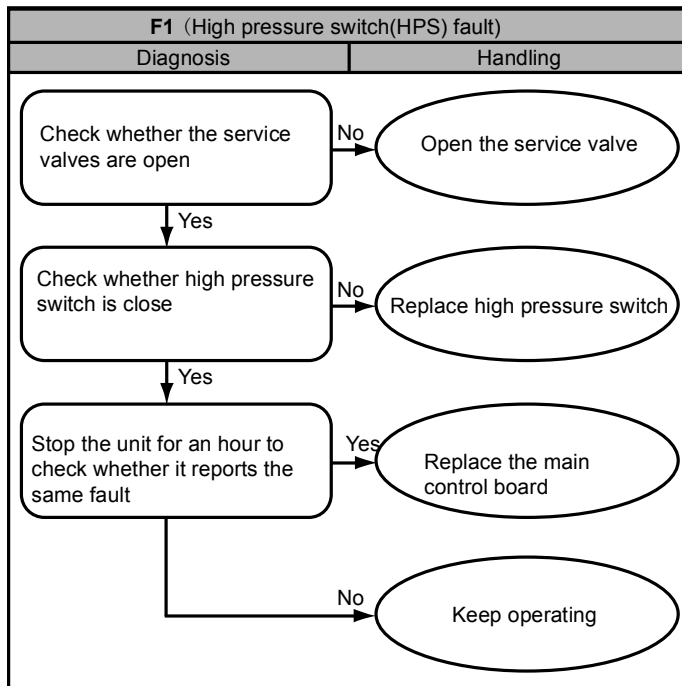 F1（High pressure switch(HPS) fault)
Diagnosis
Handling
Check whether the service
valves are open
No
Open the service valve
Yes
Check whether high pressure
switch is close
No
Replace high pressure switch
Yes
Stop the unit for an hour to
check whether it reports the
same fault
Yes
Replace the main
control board
No
Keep operating